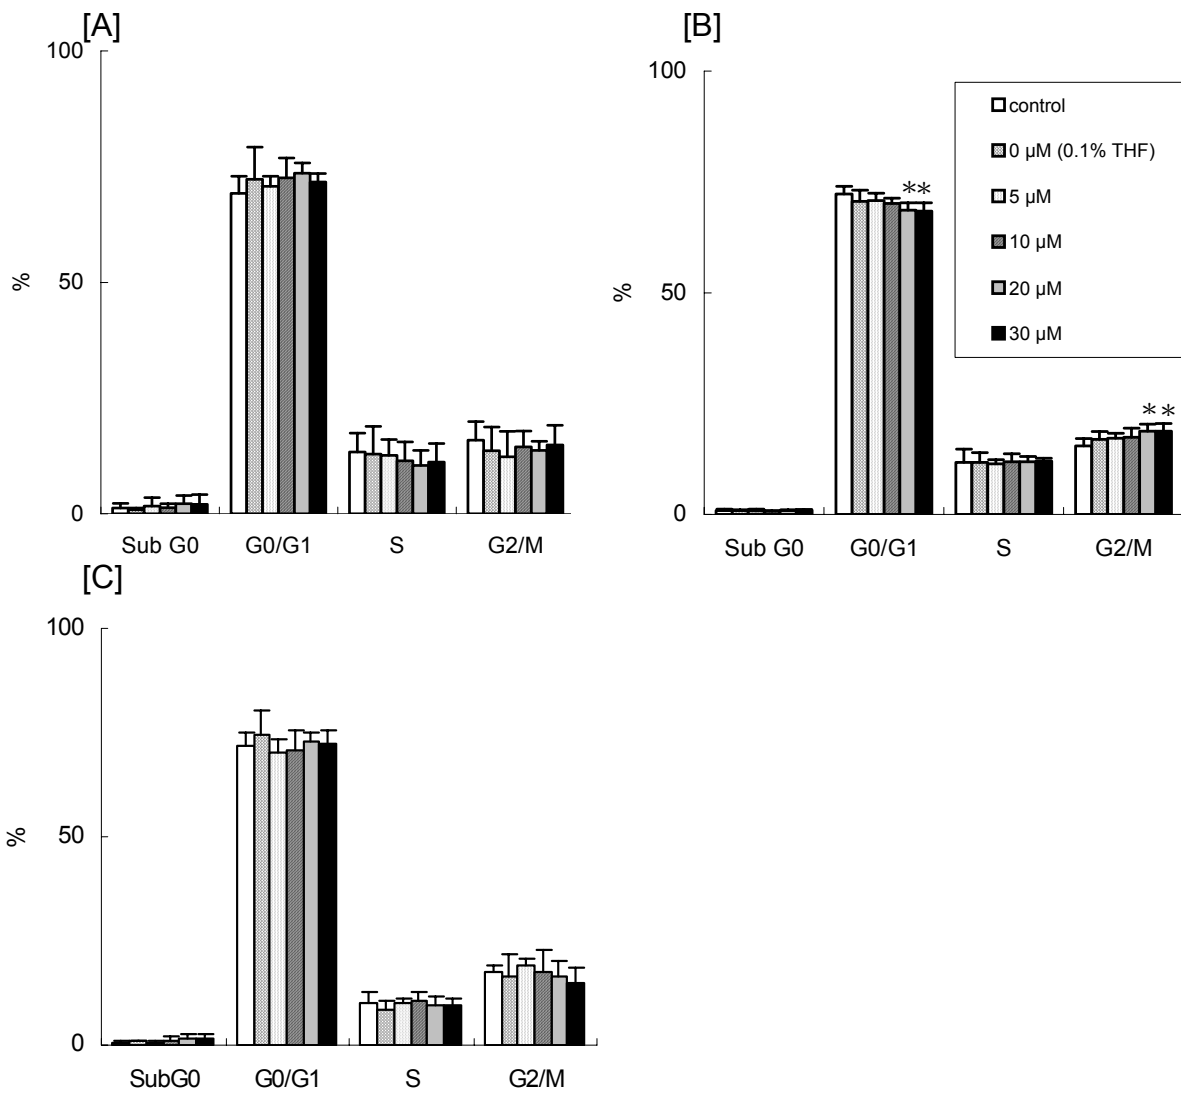 [A]
100
50
0
%
Sub G0 G0/G1 S G2/M
[B]
100
50
0
%
control
0 µM (0.1% THF)
5 µM
10 µM
20 µM
30 µM
**
* *
Sub G0 G0/G1 S G2/M
[C]
100
50
0
%
SubG0 G0/G1 S G2/M